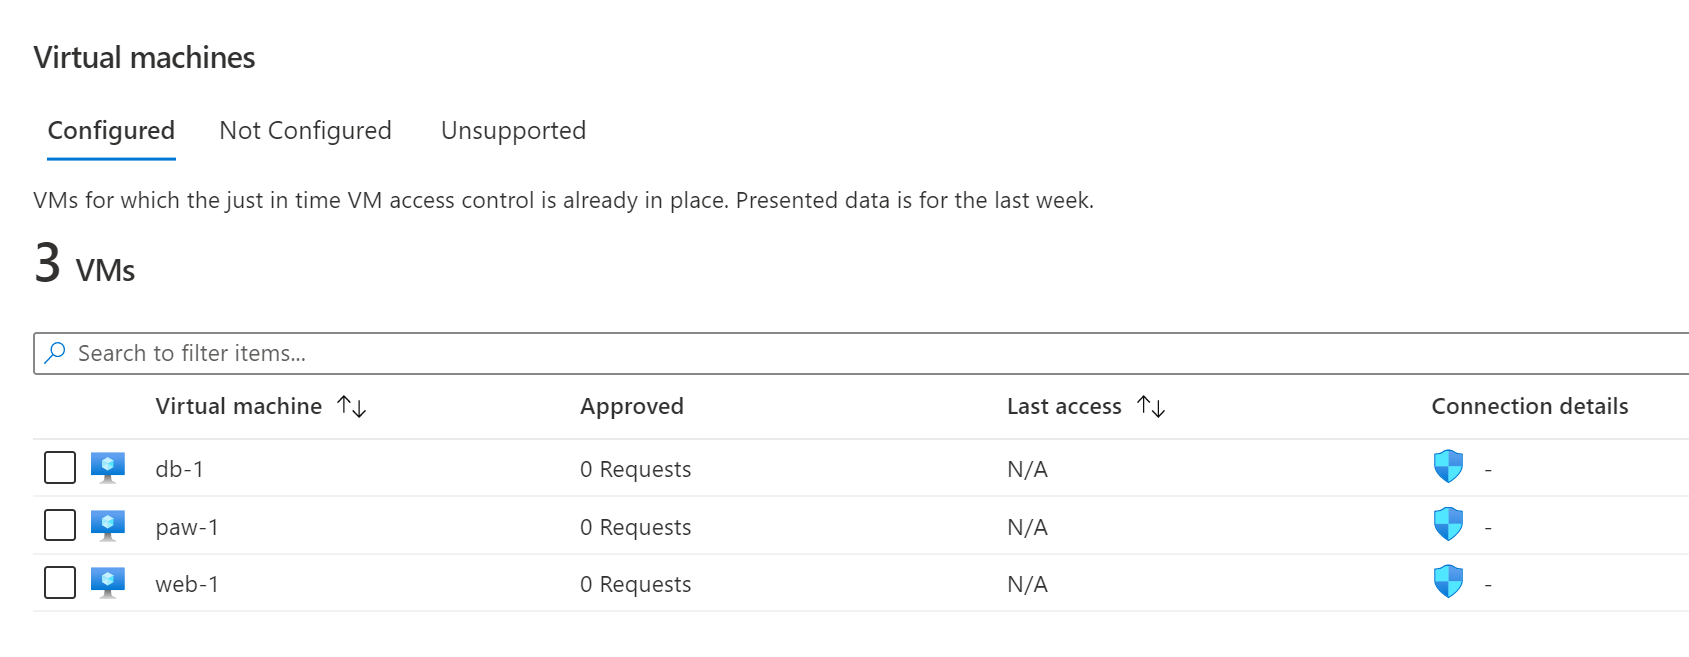 Virtual machines
Configured Not Configured Unsupported
VMs for which the just in time VM access control is already in place. Presented data is for the last week.
3 VMs
Search to filter items...
Virtual machine ↑↓ Approved Last access ↑↓ Connection details
db-1 0 Requests N/A -
paw-1 0 Requests N/A -
web-1 0 Requests N/A -